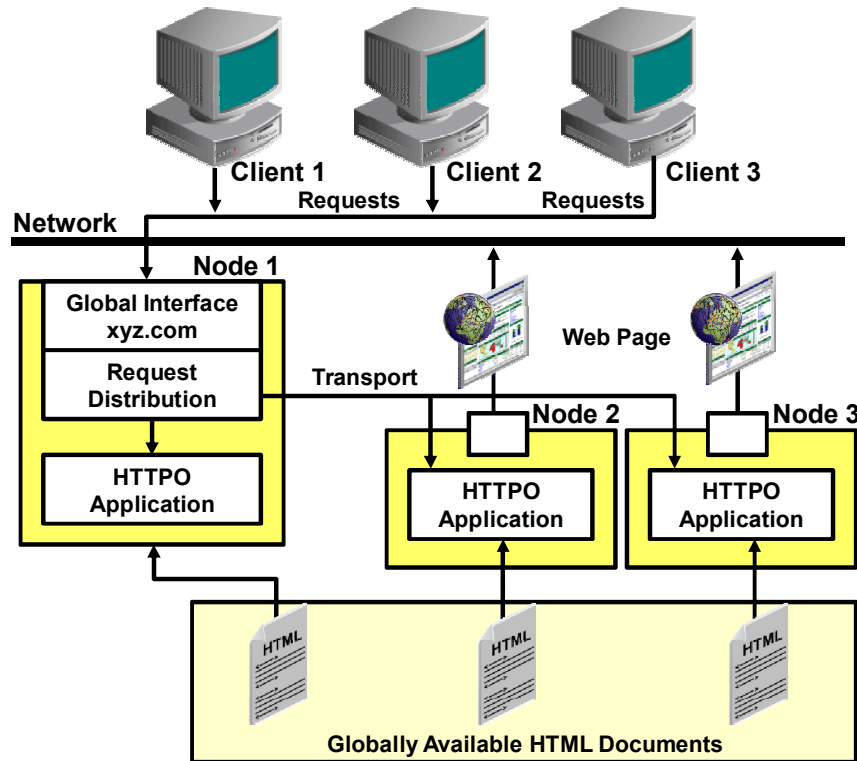 Client 1
Client 2
Client 3
Requests
Requests
Network
Node 1
Global Interface
xyz.com
Web Page
Request
Distribution
Transport
Node 2
Node 3
HTTPO
Application
HTTPO
Application
HTTPO
Application
HTML
HTML
HTML
Globally Available HTML Documents